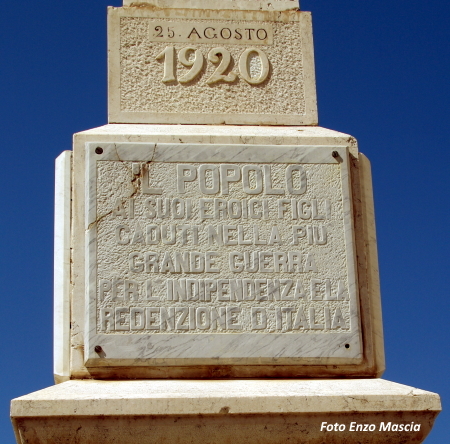 25. AGOSTO
1920
IL POPOLO
AI SUOI EROICI FIGLI
CADUTI NELLA PIU
GRANDE GUERRA
PER L'INDIPENDENZA E LA
REDENZIONE D'ITALIA
Foto Enzo Mascia